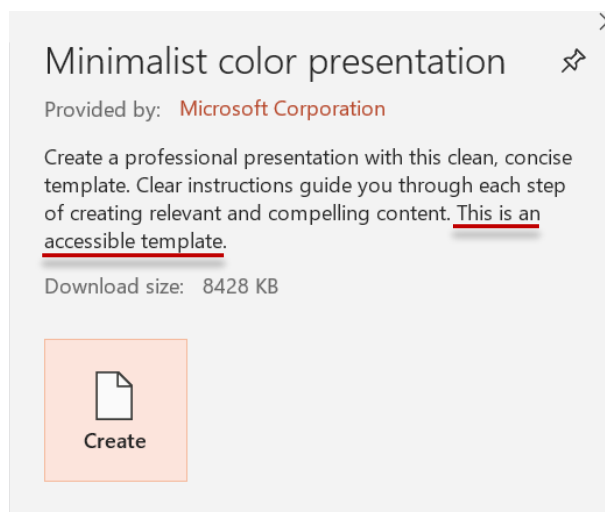 Minimalist color presentation
Provided by: Microsoft Corporation
Create a professional presentation with this clean, concise
template. Clear instructions guide you through each step
of creating relevant and compelling content. This is an
accessible template.
Download size: 8428 KB
Create